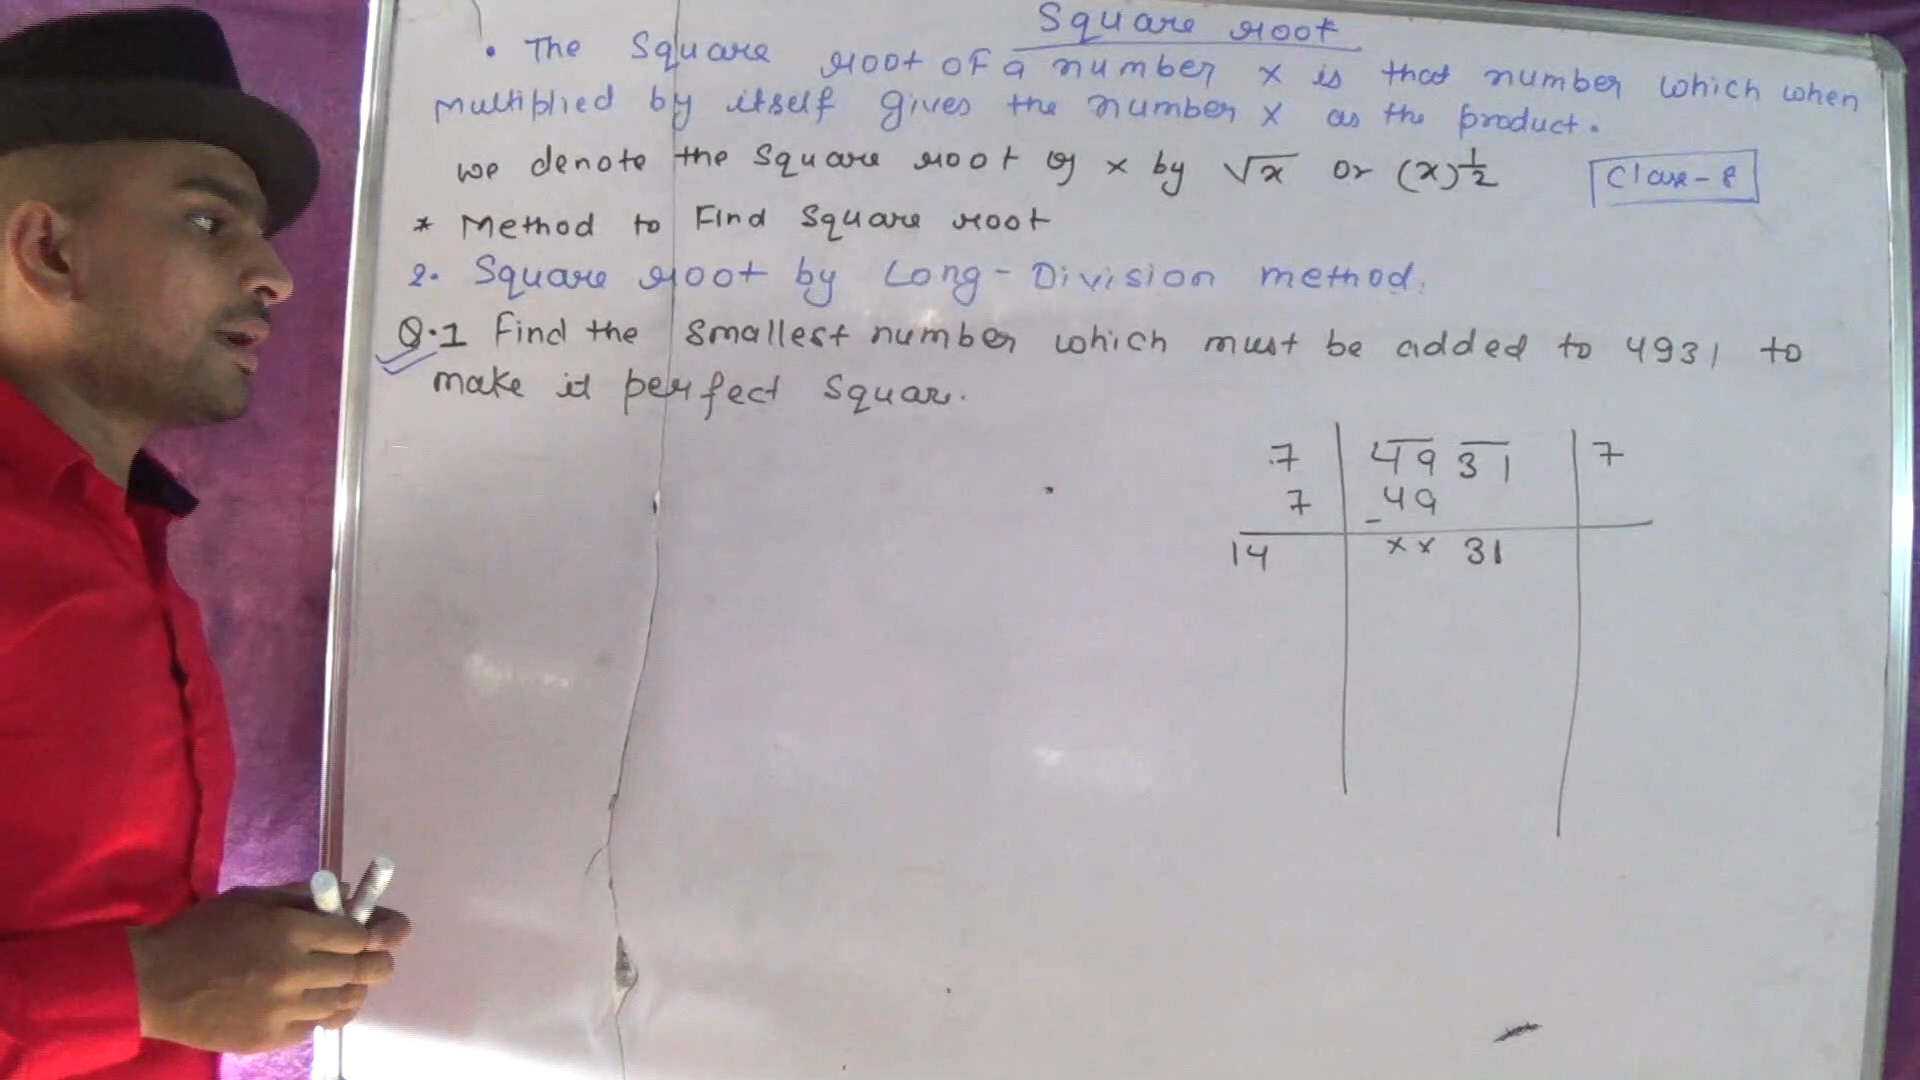 Square root
• The Square root of a number x is that number which when
multiplied by itself gives the number x as the product.
we denote the Square root of x by √x or (x)½
Class-8
* Method to Find Square root
2. Square root by Long-Division method.
Q.1 Find the smallest number which must be added to 4931 to
make it perfect Squar.
7 | 49 31 | 7
7 | -49
14 | x x 31